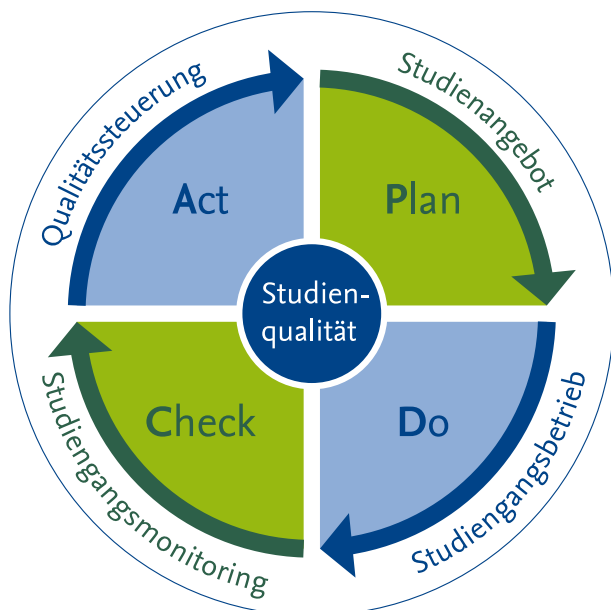 Qualitätssteuerung
Studienangebot
Act
Plan
Studien-
qualität
Check
Do
Studiengangsmonitoring
Studiengangsbetrieb